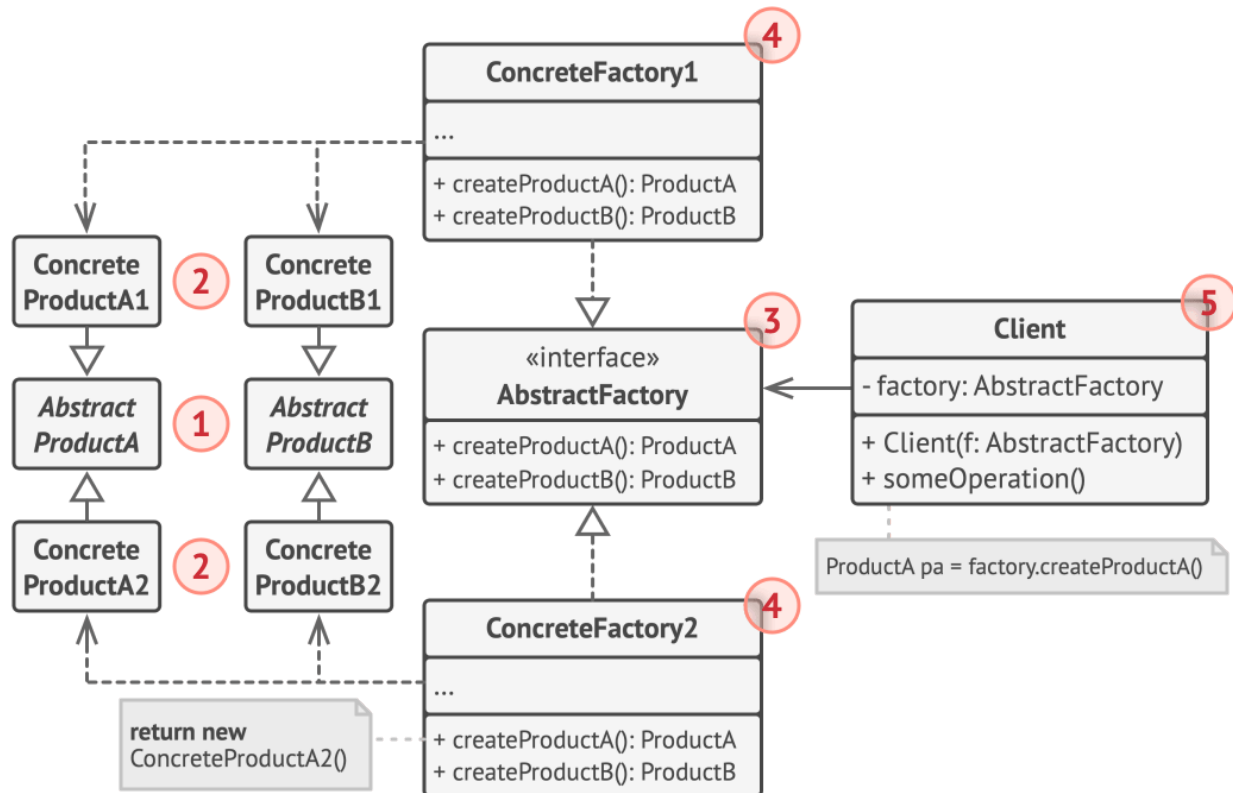 4
ConcreteFactory1
...
+ createProductA(): ProductA
+ createProductB(): ProductB
Concrete
ProductA1
2
Concrete
ProductB1
3
«interface»
AbstractFactory
+ createProductA(): ProductA
+ createProductB(): ProductB
5
Client
- factory: AbstractFactory
+ Client(f: AbstractFactory)
+ someOperation()
Abstract
ProductA
1
Abstract
ProductB
Concrete
ProductA2
2
Concrete
ProductB2
ProductA pa = factory.createProductA()
4
ConcreteFactory2
...
+ createProductA(): ProductA
+ createProductB(): ProductB
return new
ConcreteProductA2()